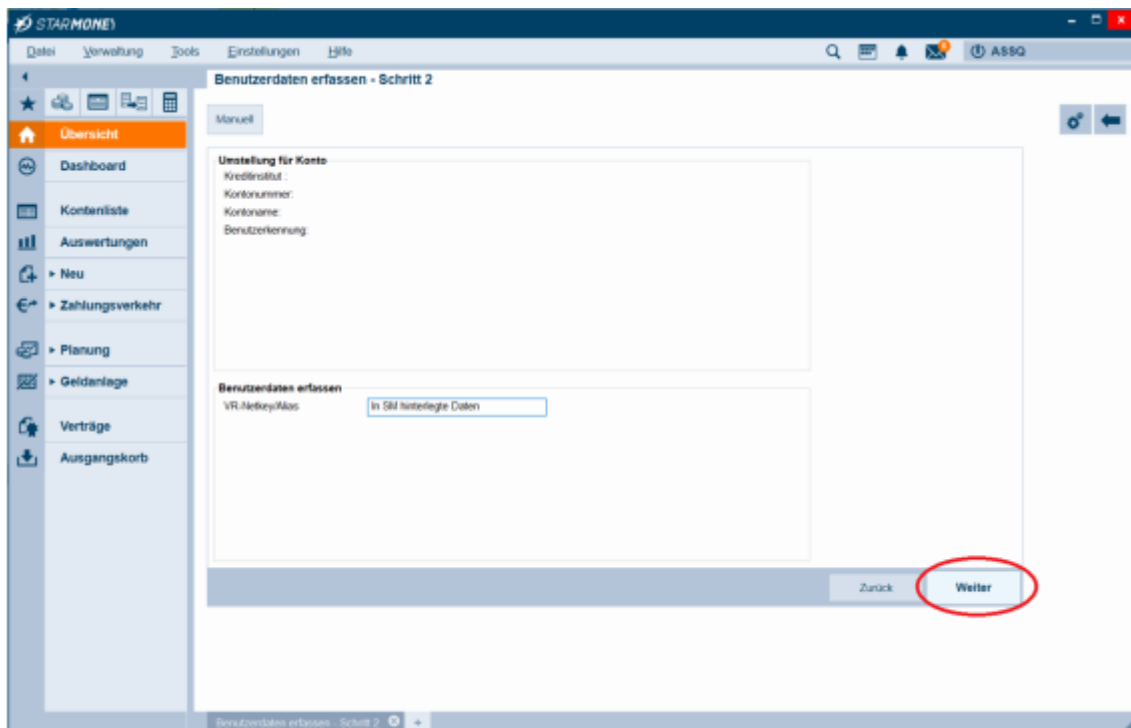 STARMONEY
Datei Verwaltung Tools Einstellungen Hilfe ASSQ
Benutzerdaten erfassen - Schritt 2
Manuell
Übersicht
Dashboard
Kontenliste
Auswertungen
Neu
Zahlungsverkehr
Planung
Geldanlage
Verträge
Ausgangskorb
Umstellung für Konto
Kreditinstitut :
Kontonummer:
Kontoname:
Benutzerkennung:
Benutzerdaten erfassen
VR-Netkey/Alias In SM hinterlegte Daten
Zurück Weiter
Benutzerdaten erfassen - Schritt 2